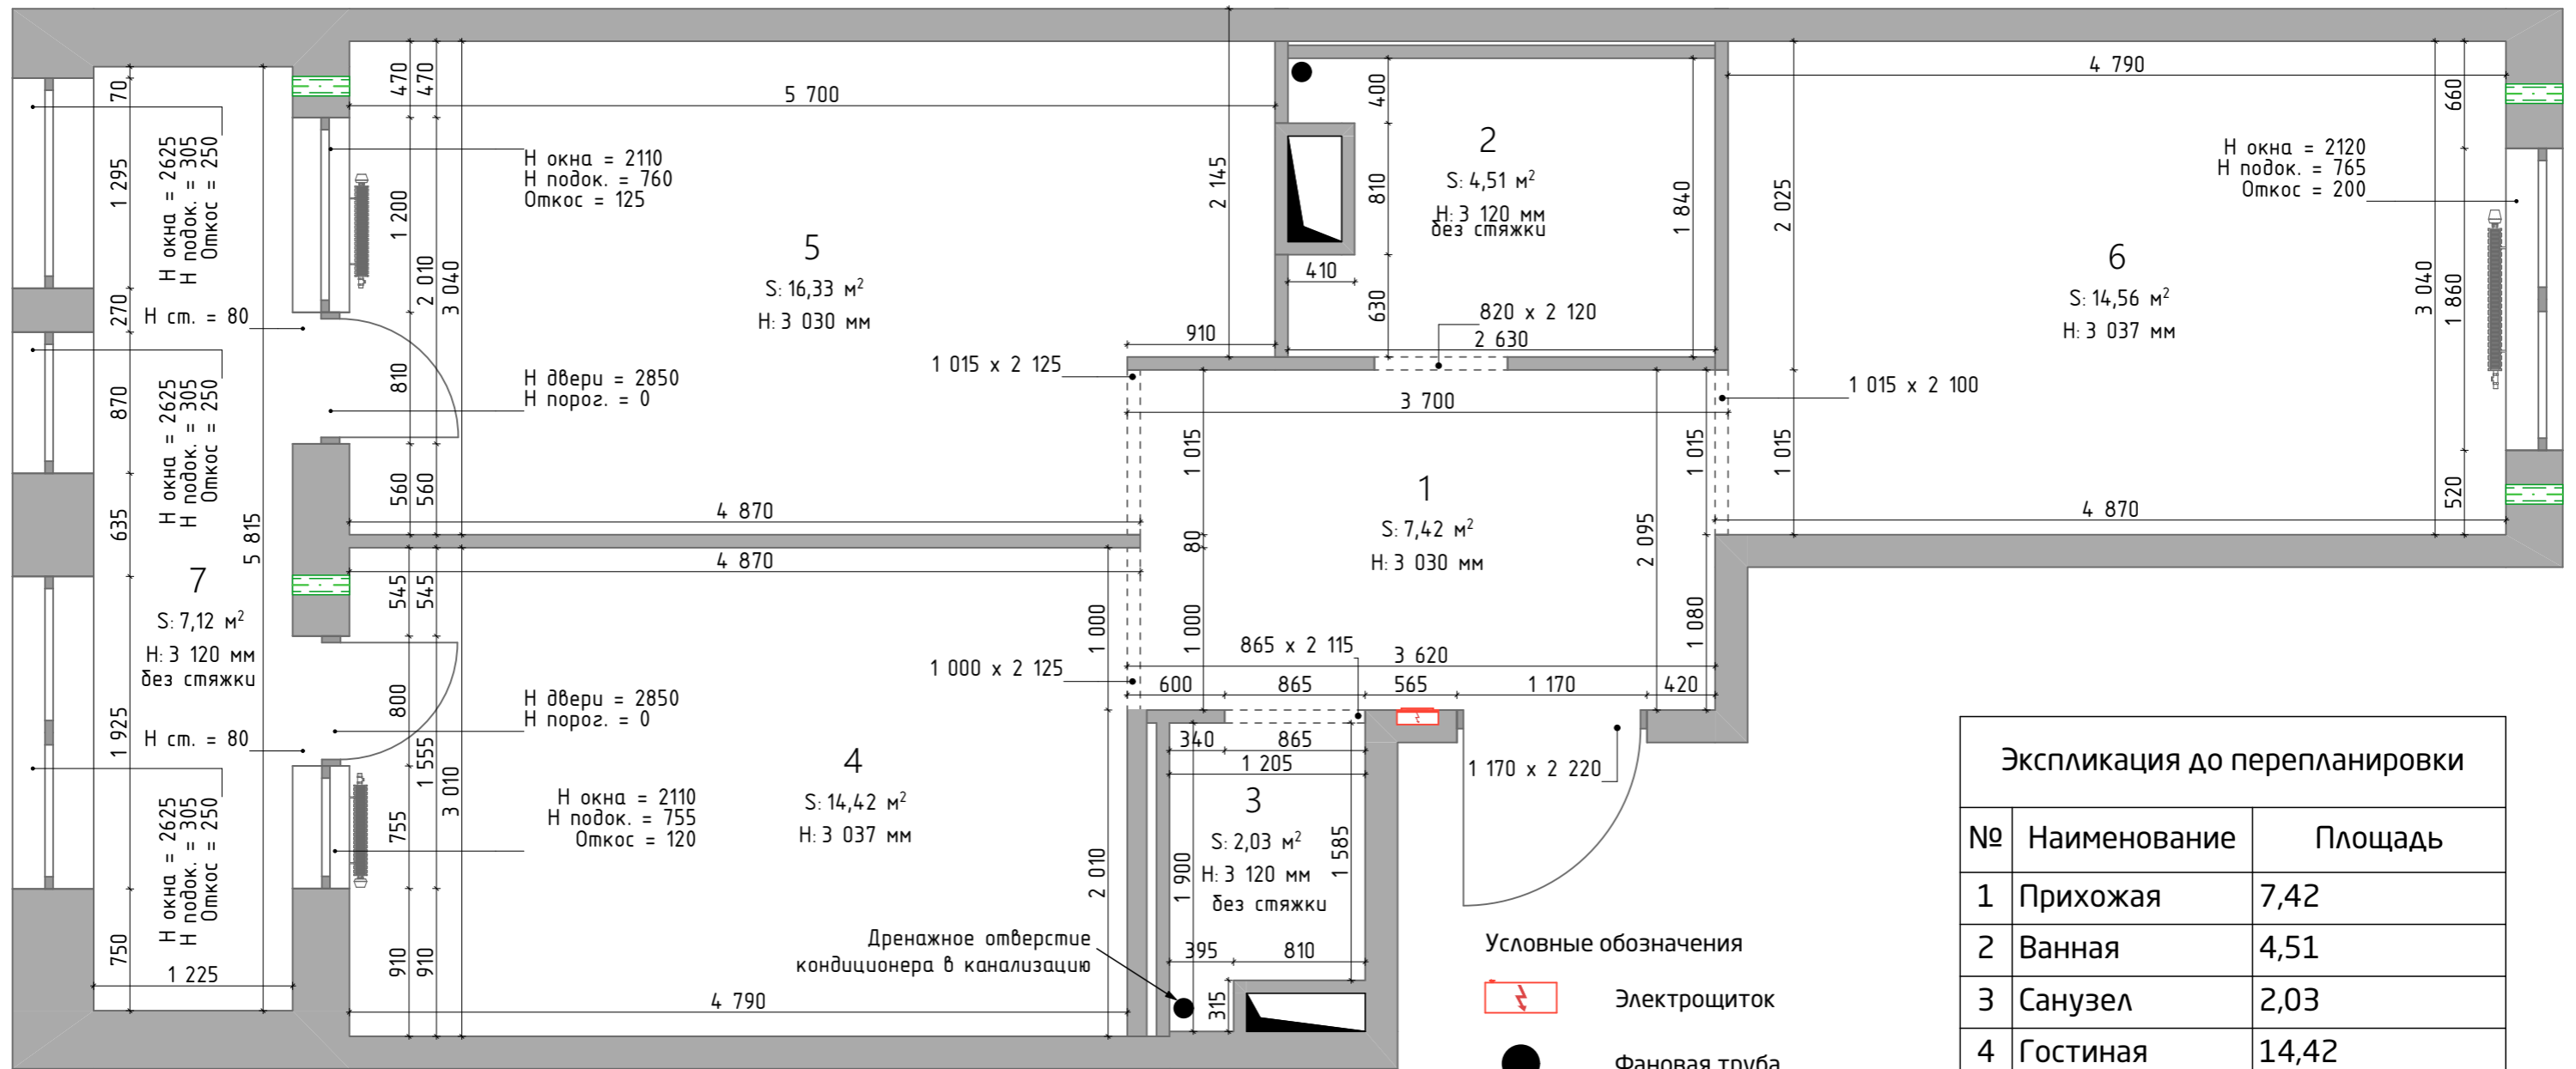 70
1 295
270
870
635
1 925
750
5 815
1 225
H окна = 2625
H подок. = 305
Откос = 250
H ст. = 80
H окна = 2625
H подок. = 305
Откос = 250
7
S: 7,12 м²
H: 3 120 мм
без стяжки
H ст. = 80
H окна = 2625
H подок. = 305
Откос = 250
470
470
1 200
2 010
3 040
810
560
560
5 700
H окна = 2110
H подок. = 760
Откос = 125
5
S: 16,33 м²
H: 3 030 мм
H двери = 2850
H порог. = 0
2 145
910
1 015 x 2 125
4 870
4 870
545
545
800
1 555
3 010
755
910
910
H двери = 2850
H порог. = 0
H окна = 2110
H подок. = 755
Откос = 120
4
S: 14,42 м²
H: 3 037 мм
1 000
1 000 x 2 125
2 010
Дренажное отверстие
кондиционера в канализацию
4 790
400
810
630
410
2
S: 4,51 м²
H: 3 120 мм
без стяжки
1 840
820 x 2 120
2 630
3 700
1 015
80
1 000
1
S: 7,42 м²
H: 3 030 мм
2 095
1 015
1 080
865 x 2 115
3 620
600
865
565
1 170
420
340
865
1 205
1 170 x 2 220
3
S: 2,03 м²
H: 3 120 мм
без стяжки
1 900
1 585
395
810
315
4 790
2 025
1 015
1 015 x 2 100
H окна = 2120
H подок. = 765
Откос = 200
6
S: 14,56 м²
H: 3 037 мм
3 040
660
1 860
520
4 870
Условные обозначения
Электрощиток
Фановая труба
Экспликация до перепланировки
№ Наименование Площадь
1 Прихожая 7,42
2 Ванная 4,51
3 Санузел 2,03
4 Гостиная 14,42